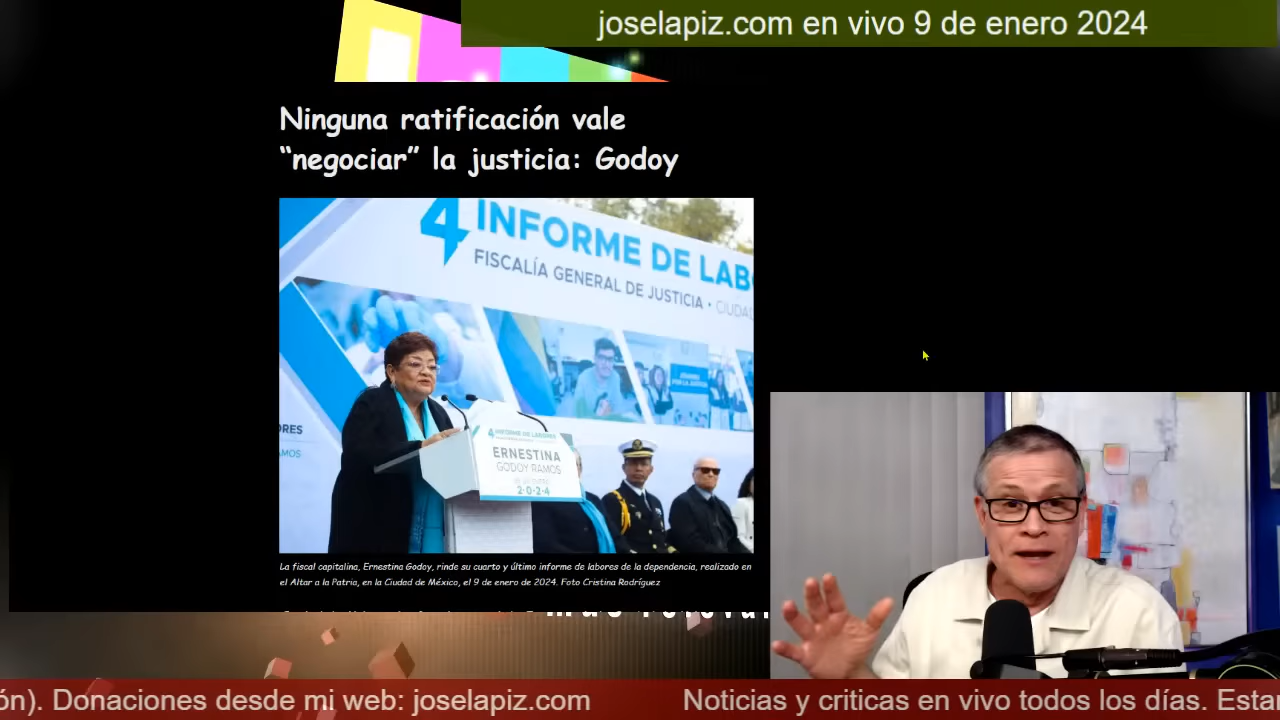 joselapiz.com en vivo 9 de enero 2024
Ninguna ratificación vale
“negociar” la justicia: Godoy
4 INFORME DE LAB
FISCALÍA GENERAL DE JUSTICIA • CIUDAD
4 INFORME DE LABORES
ERNESTINA
GODOY RAMOS
2·0·2·4
La fiscal capitalina, Ernestina Godoy, rinde su cuarto y último informe de labores de la dependencia, realizado en
el Altar a la Patria, en la Ciudad de México, el 9 de enero de 2024. Foto Cristina Rodríguez
ón). Donaciones desde mi web: joselapiz.com Noticias y criticas en vivo todos los días. Estar